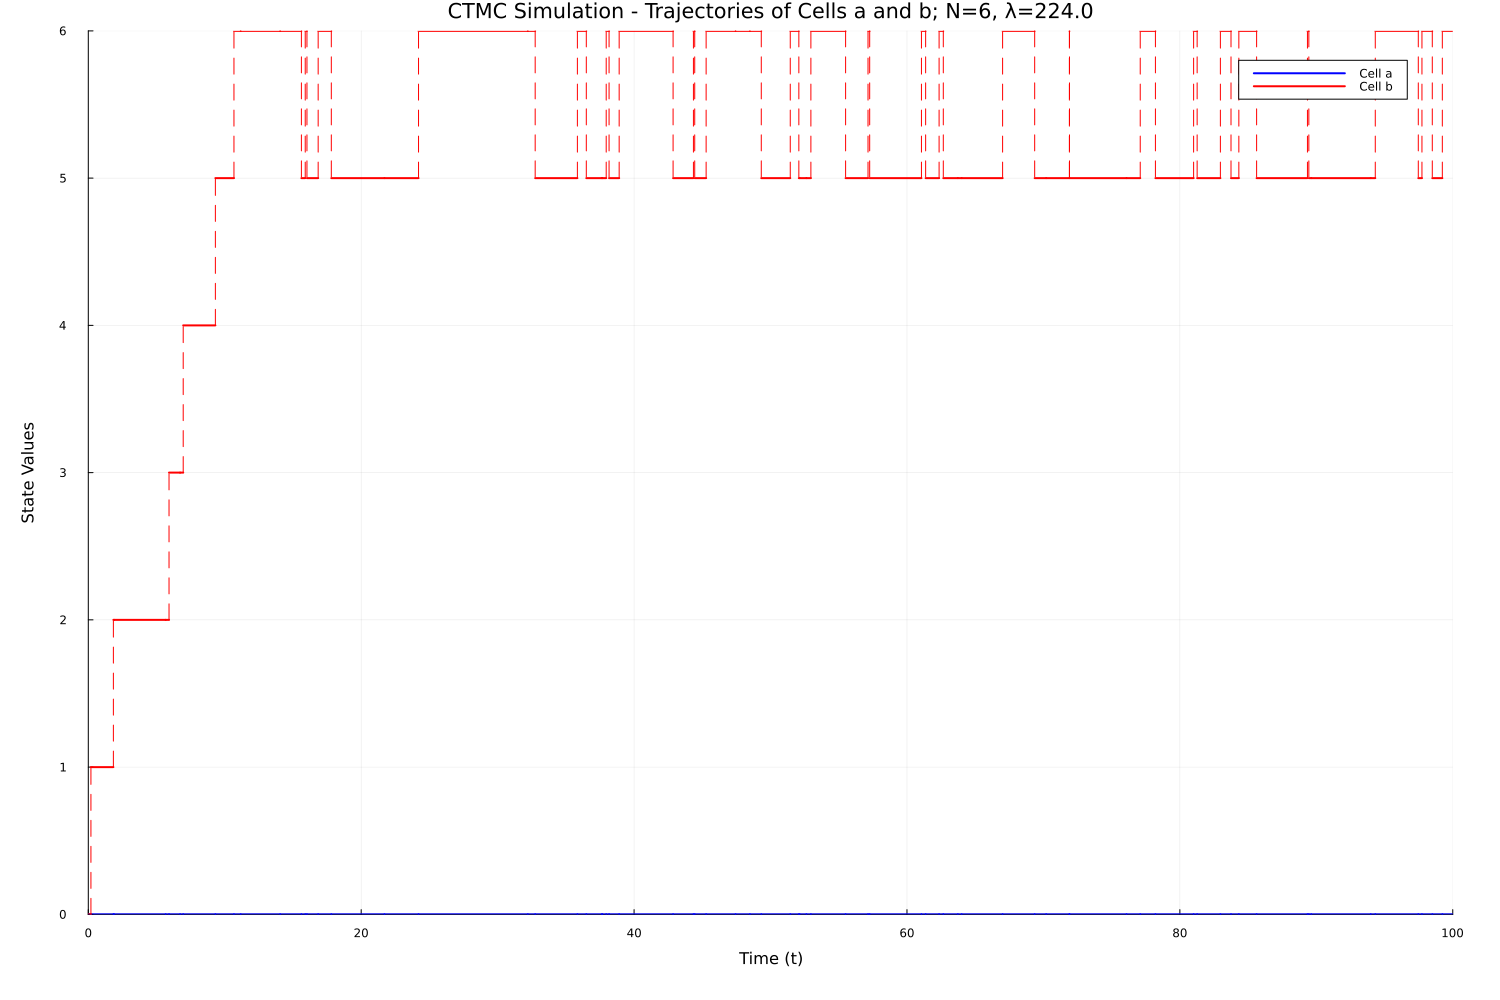 CTMC Simulation - Trajectories of Cells a and b; N=6, λ=224.0
6
Cell a
Cell b
5
4
3
State Values
2
1
0
0 20 40 60 80 100
Time (t)